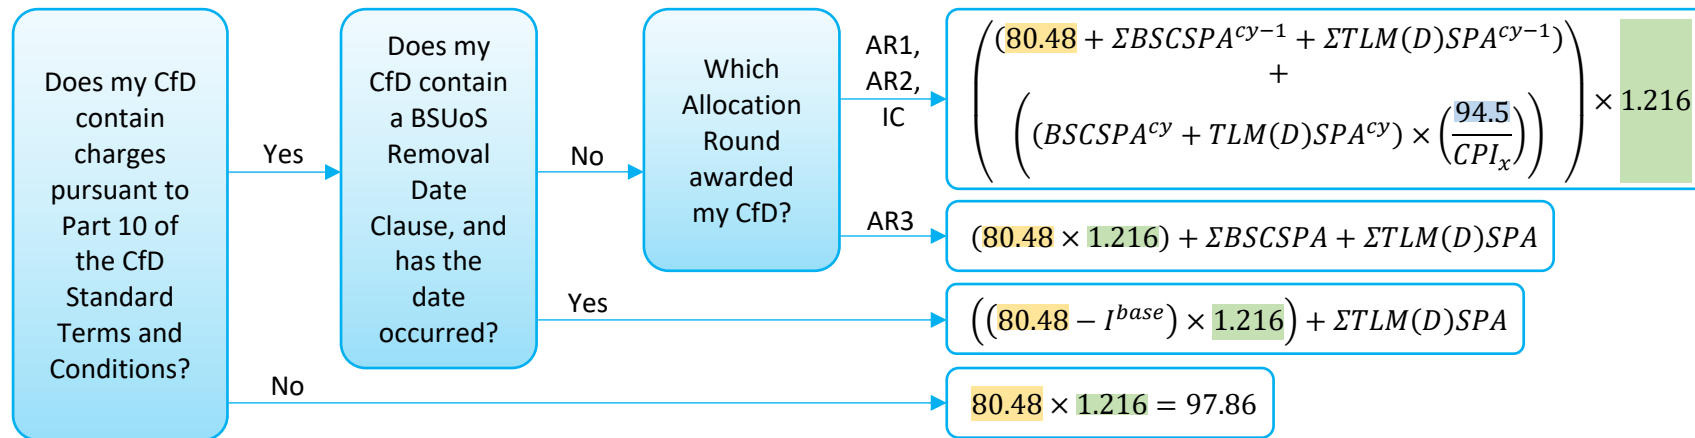 Does my CfD
contain
charges
pursuant to
Part 10 of
the CfD
Standard
Terms and
Conditions?
Yes
No
Does my
CfD contain
a BSUoS
Removal
Date
Clause, and
has the
date
occurred?
No
Yes
Which
Allocation
Round
awarded
my CfD?
AR1,
AR2,
IC
AR3
(80.48 + ΣBSCSPA^{cy−1} + ΣTLM(D)SPA^{cy−1})
+
((BSCSPA^{cy} + TLM(D)SPA^{cy}) × (94.5/CPI_x))
× 1.216
(80.48 × 1.216) + ΣBSCSPA + ΣTLM(D)SPA
((80.48 − I^{base}) × 1.216) + ΣTLM(D)SPA
80.48 × 1.216 = 97.86